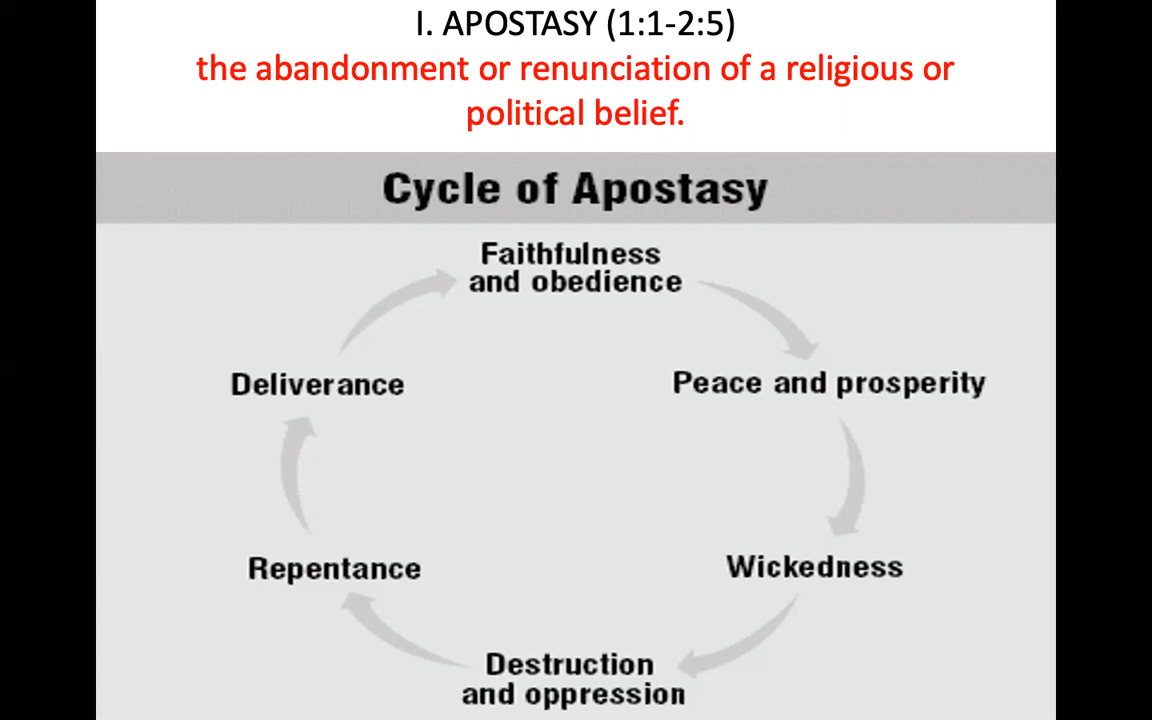 I. APOSTASY (1:1-2:5)
the abandonment or renunciation of a religious or
political belief.
Cycle of Apostasy
Faithfulness
and obedience
Deliverance
Peace and prosperity
Repentance
Wickedness
Destruction
and oppression